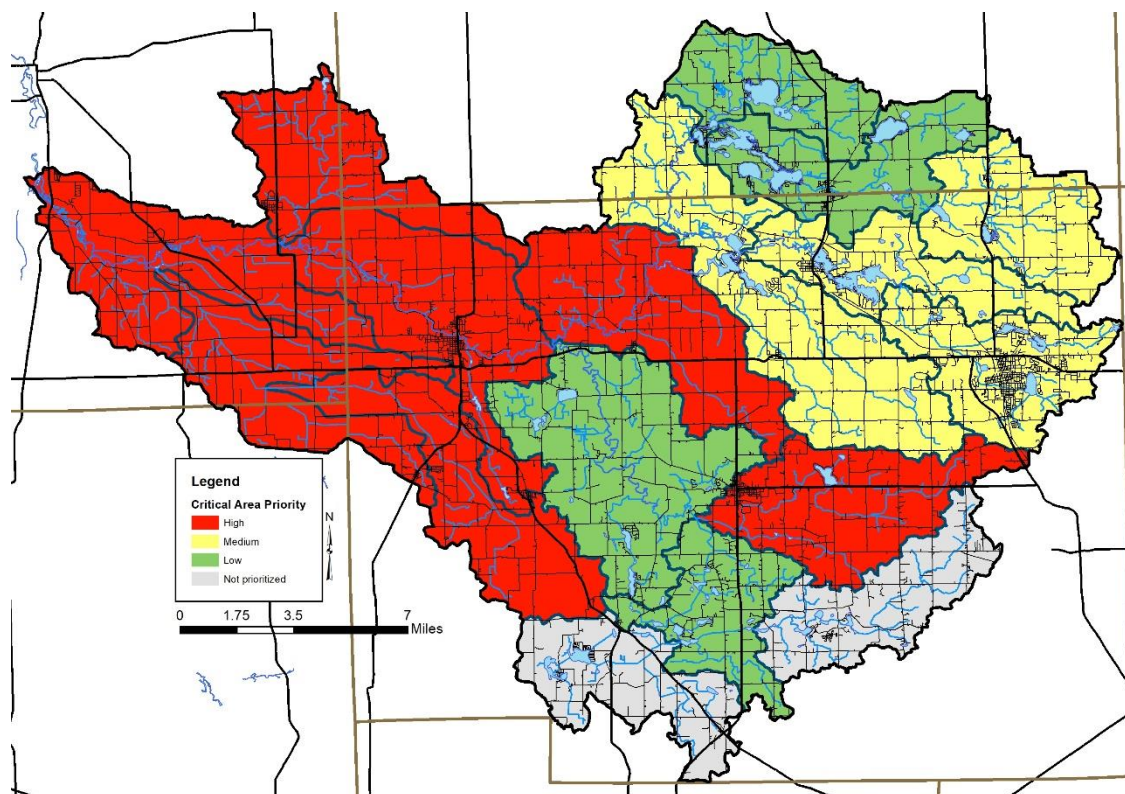 Legend
Critical Area Priority
High
Medium
Low
Not prioritized
N
0 1.75 3.5 7
Miles